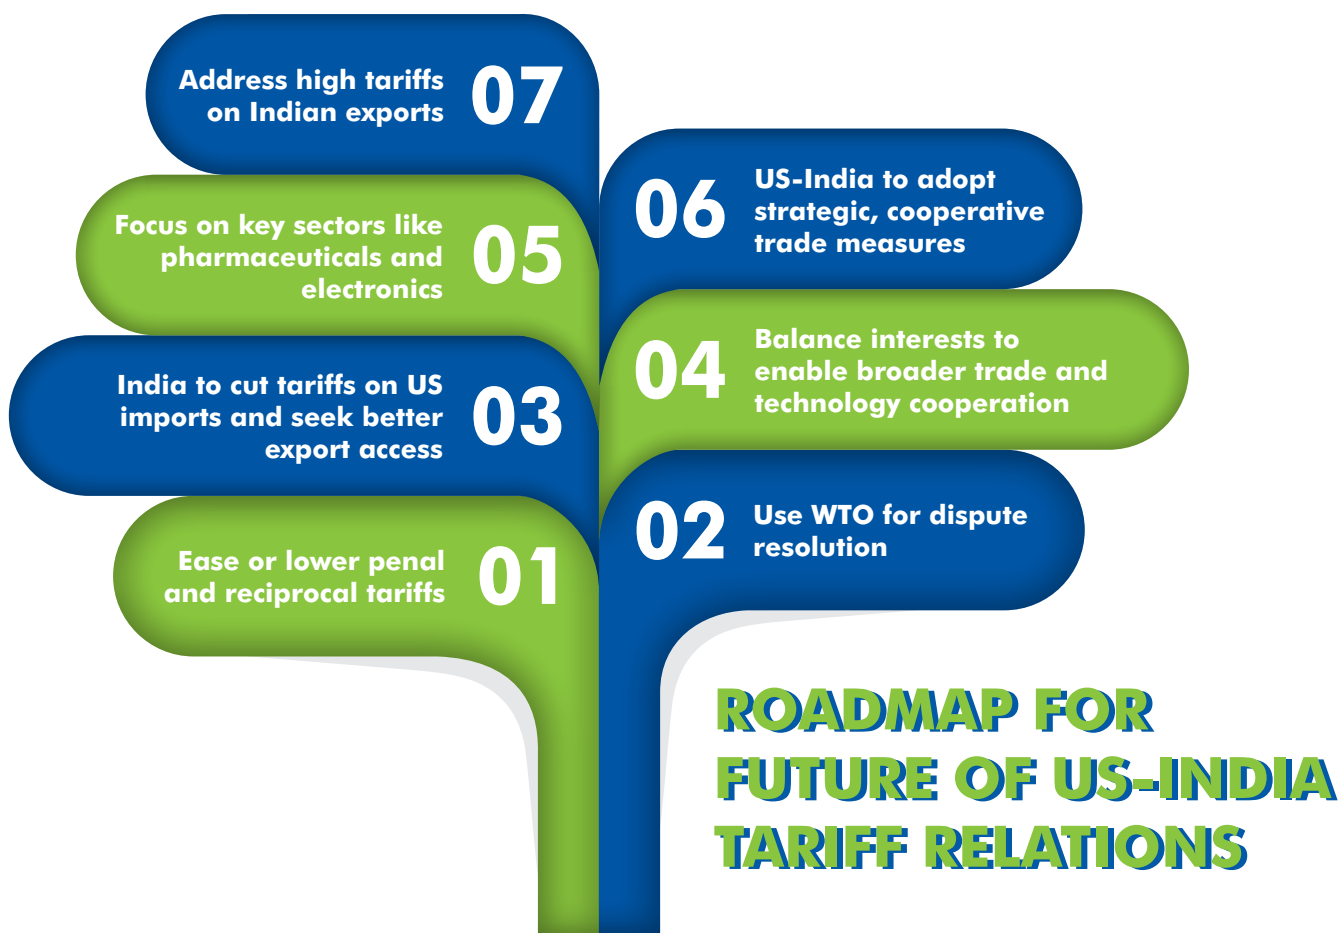 Address high tariffs
on Indian exports
07
06
US-India to adopt
strategic, cooperative
trade measures
Focus on key sectors like
pharmaceuticals and
electronics
05
04
Balance interests to
enable broader trade and
technology cooperation
India to cut tariffs on US
imports and seek better
export access
03
02
Use WTO for dispute
resolution
Ease or lower penal
and reciprocal tariffs
01
ROADMAP FOR
FUTURE OF US-INDIA
TARIFF RELATIONS